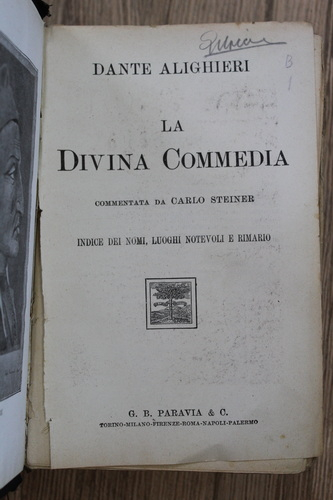 DANTE ALIGHIERI
LA
DIVINA COMMEDIA
COMMENTATA DA CARLO STEINER
INDICE DEI NOMI, LUOGHI NOTEVOLI E RIMARIO
G. B. PARAVIA & C.
TORINO-MILANO-FIRENZE-ROMA-NAPOLI-PALERMO